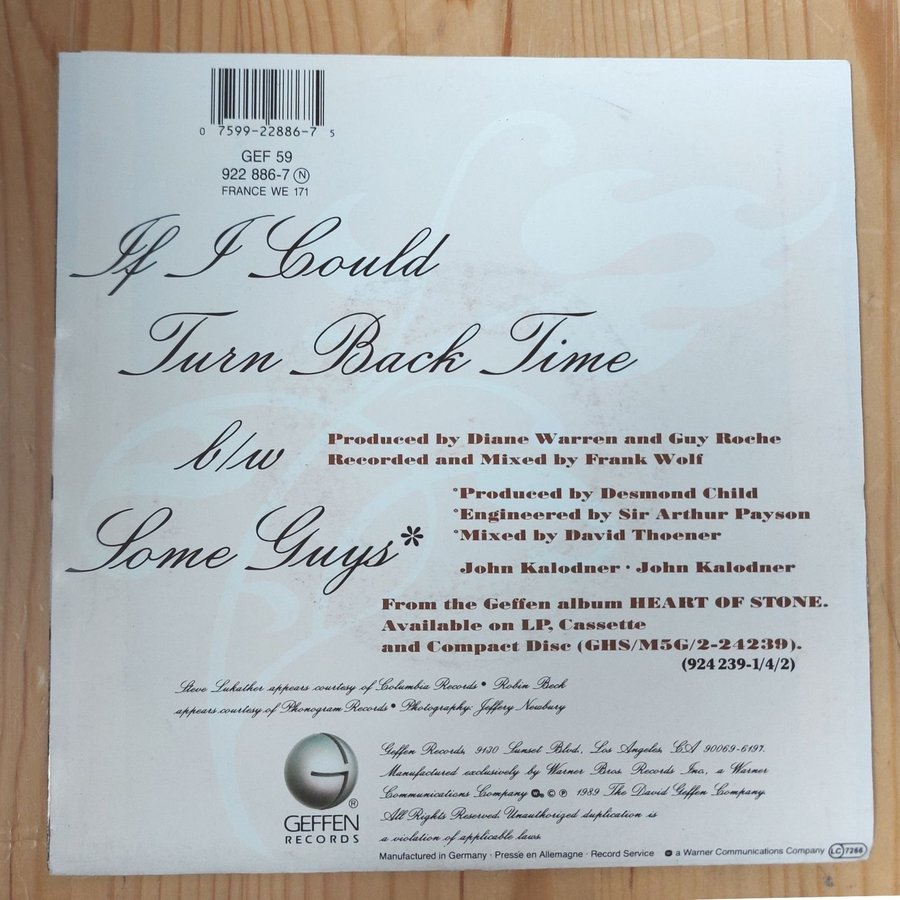 0 7599-22886-7 5
GEF 59
922 886-7 Ⓝ
FRANCE WE 171
If I Could
Turn Back Time
b/w
Produced by Diane Warren and Guy Roche
Recorded and Mixed by Frank Wolf
Some Guys*
*Produced by Desmond Child
*Engineered by Sir Arthur Payson
*Mixed by David Thoener
John Kalodner · John Kalodner
From the Geffen album HEART OF STONE.
Available on LP, Cassette
and Compact Disc (GHS/M5G/2-24239).
(924 239-1/4/2)
Steve Lukather appears courtesy of Columbia Records • Robin Beck
appears courtesy of Phonogram Records • Photography: Jeffery Newbury
G
®
GEFFEN
RECORDS
Geffen Records, 9130 Sunset Blvd., Los Angeles, CA 90069-6197.
Manufactured exclusively by Warner Bros. Records Inc., a Warner
Communications Company © ℗ 1989 The David Geffen Company.
All Rights Reserved. Unauthorized duplication is
a violation of applicable laws.
Manufactured in Germany · Presse en Allemagne · Record Service a Warner Communications Company LC 7266